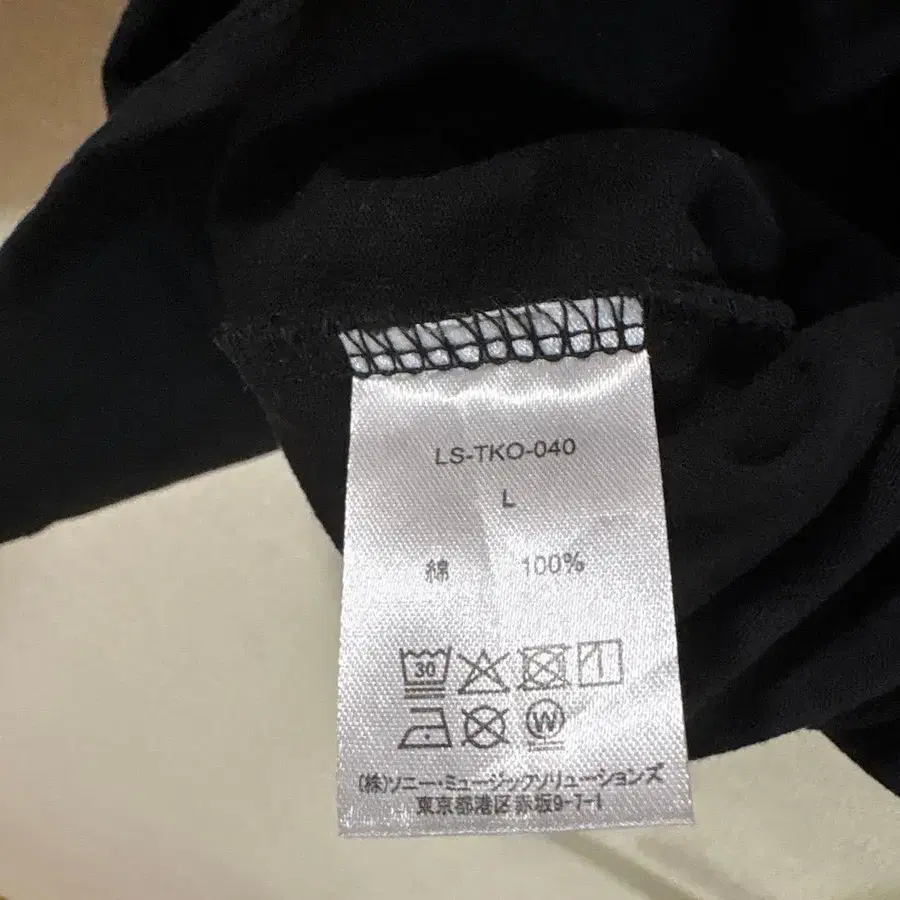 LS-TKO-040
L
綿 100%
30
W
(株)ソニー・ミュージックソリューションズ
東京都港区赤坂9-7-1